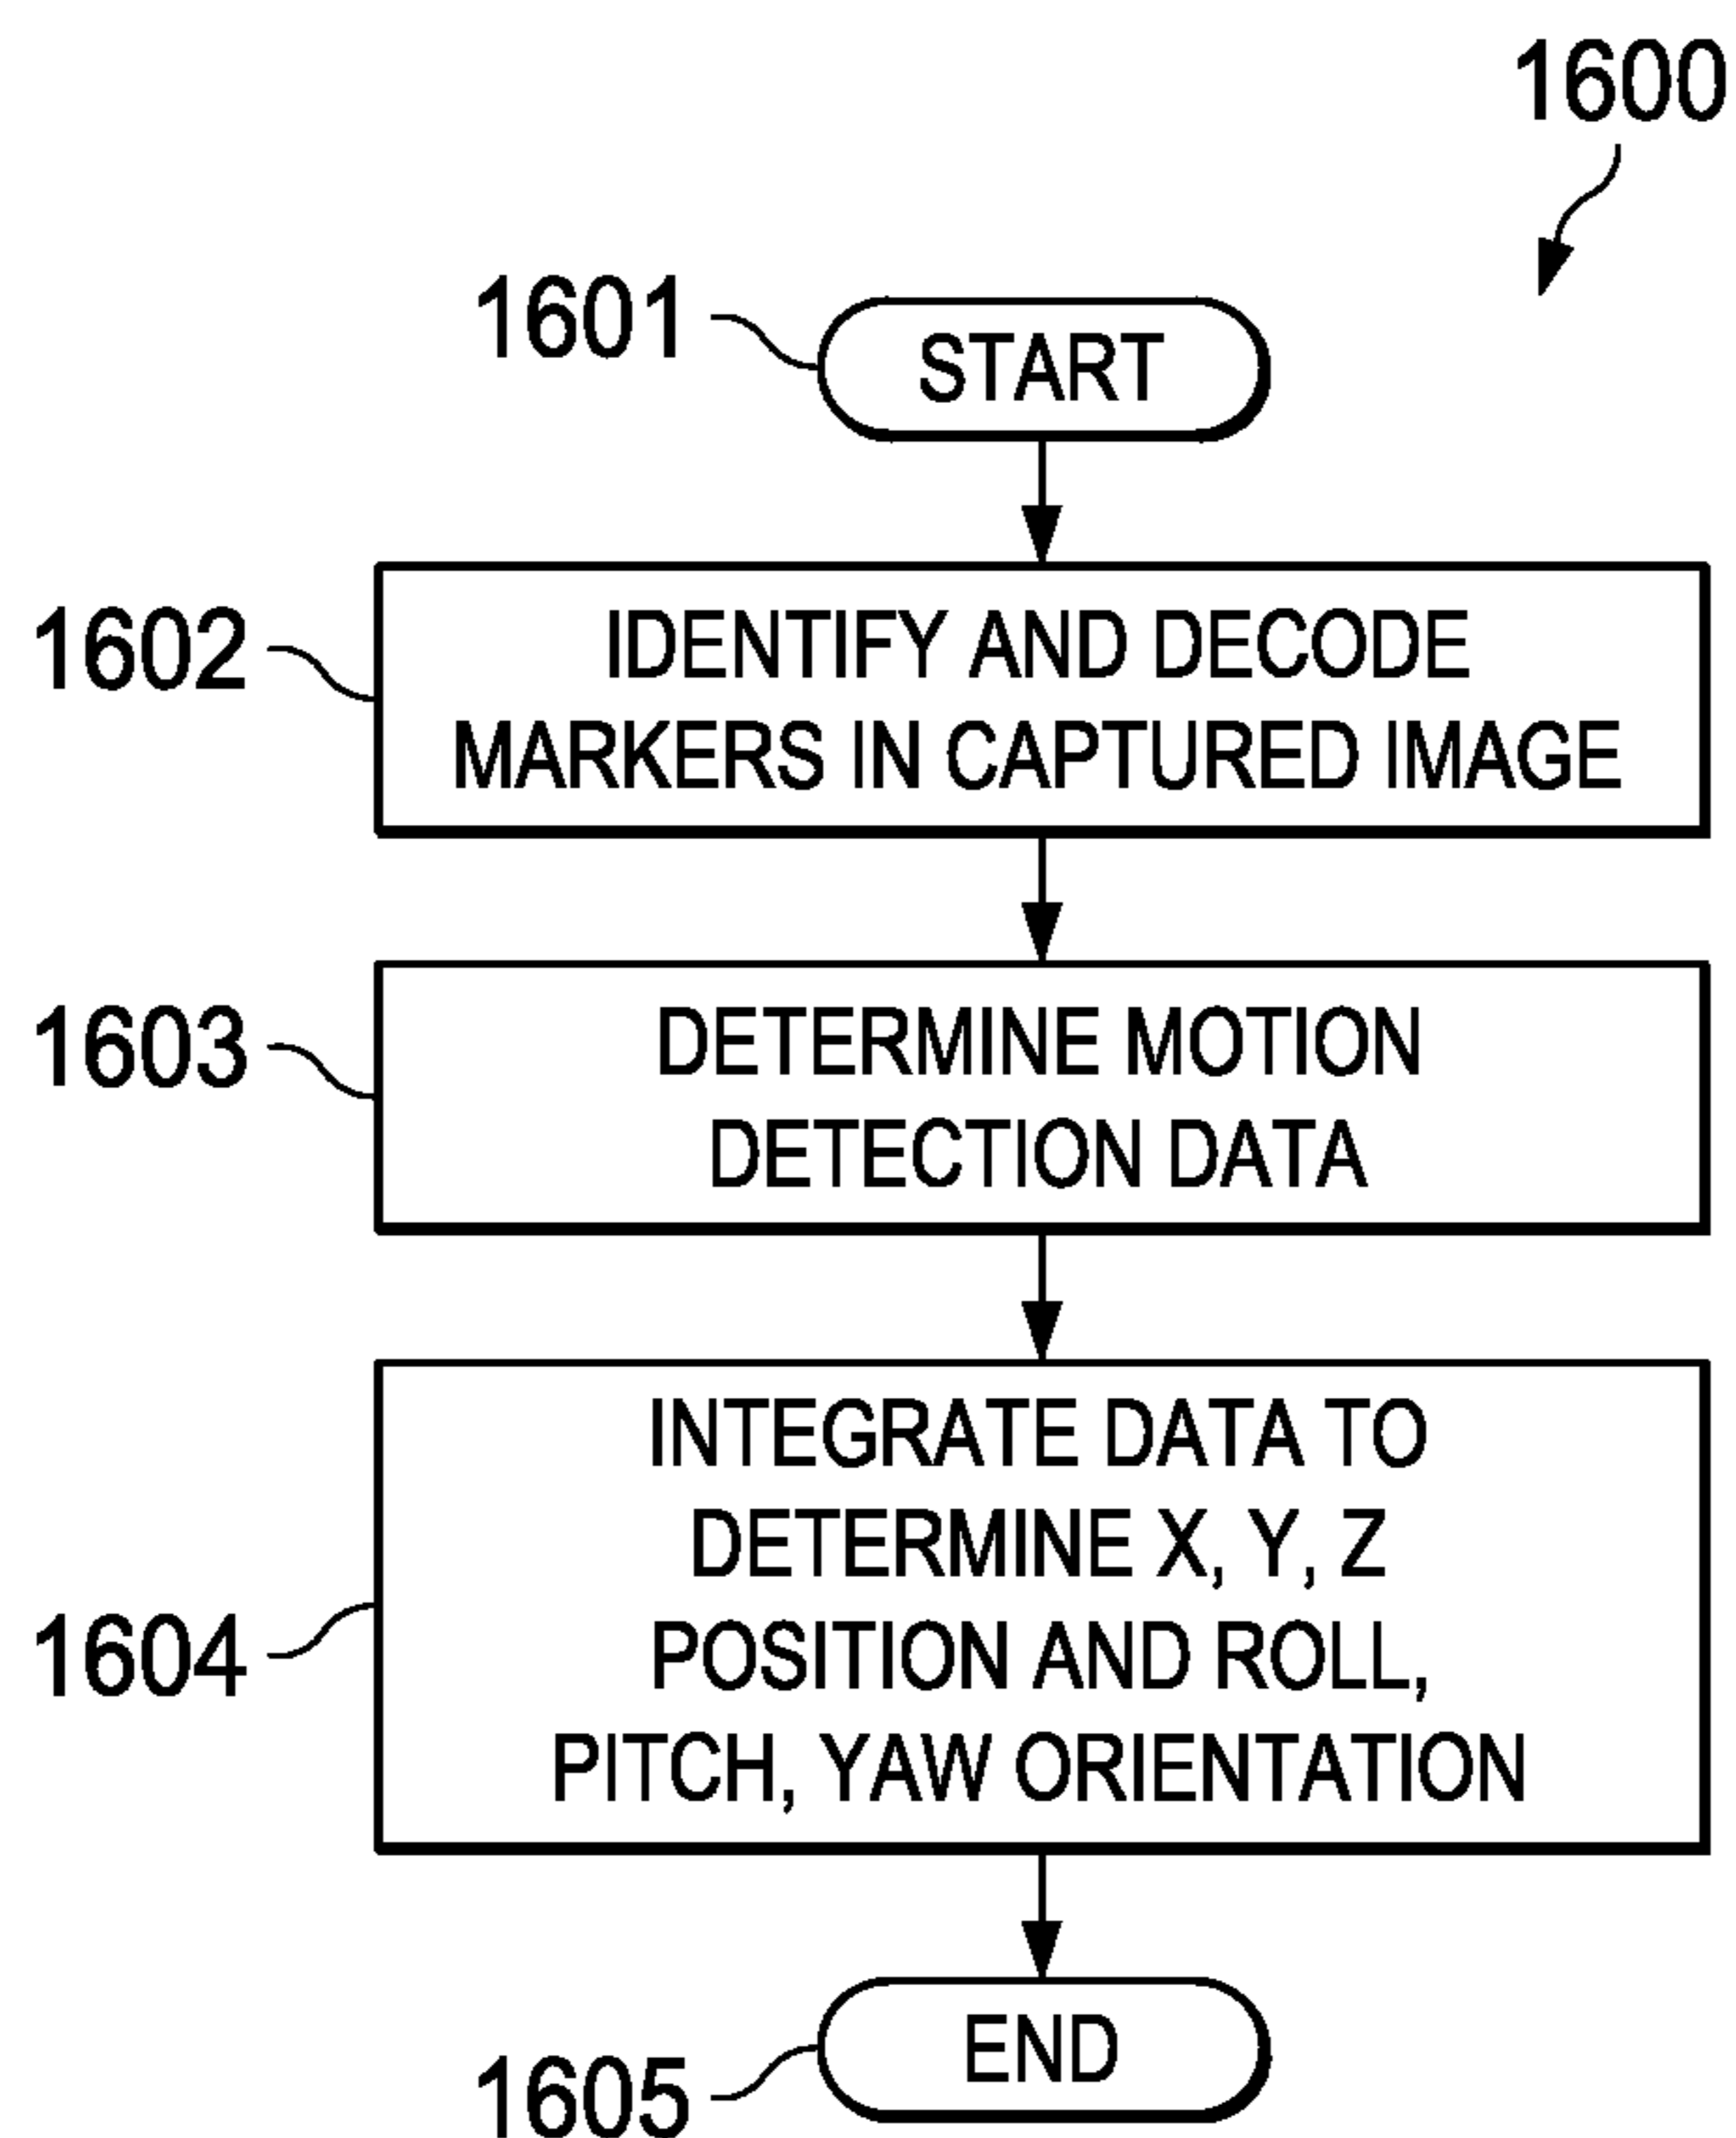 1600
1601
START
1602
IDENTIFY AND DECODE
MARKERS IN CAPTURED IMAGE
1603
DETERMINE MOTION
DETECTION DATA
1604
INTEGRATE DATA TO
DETERMINE X, Y, Z
POSITION AND ROLL,
PITCH, YAW ORIENTATION
1605
END